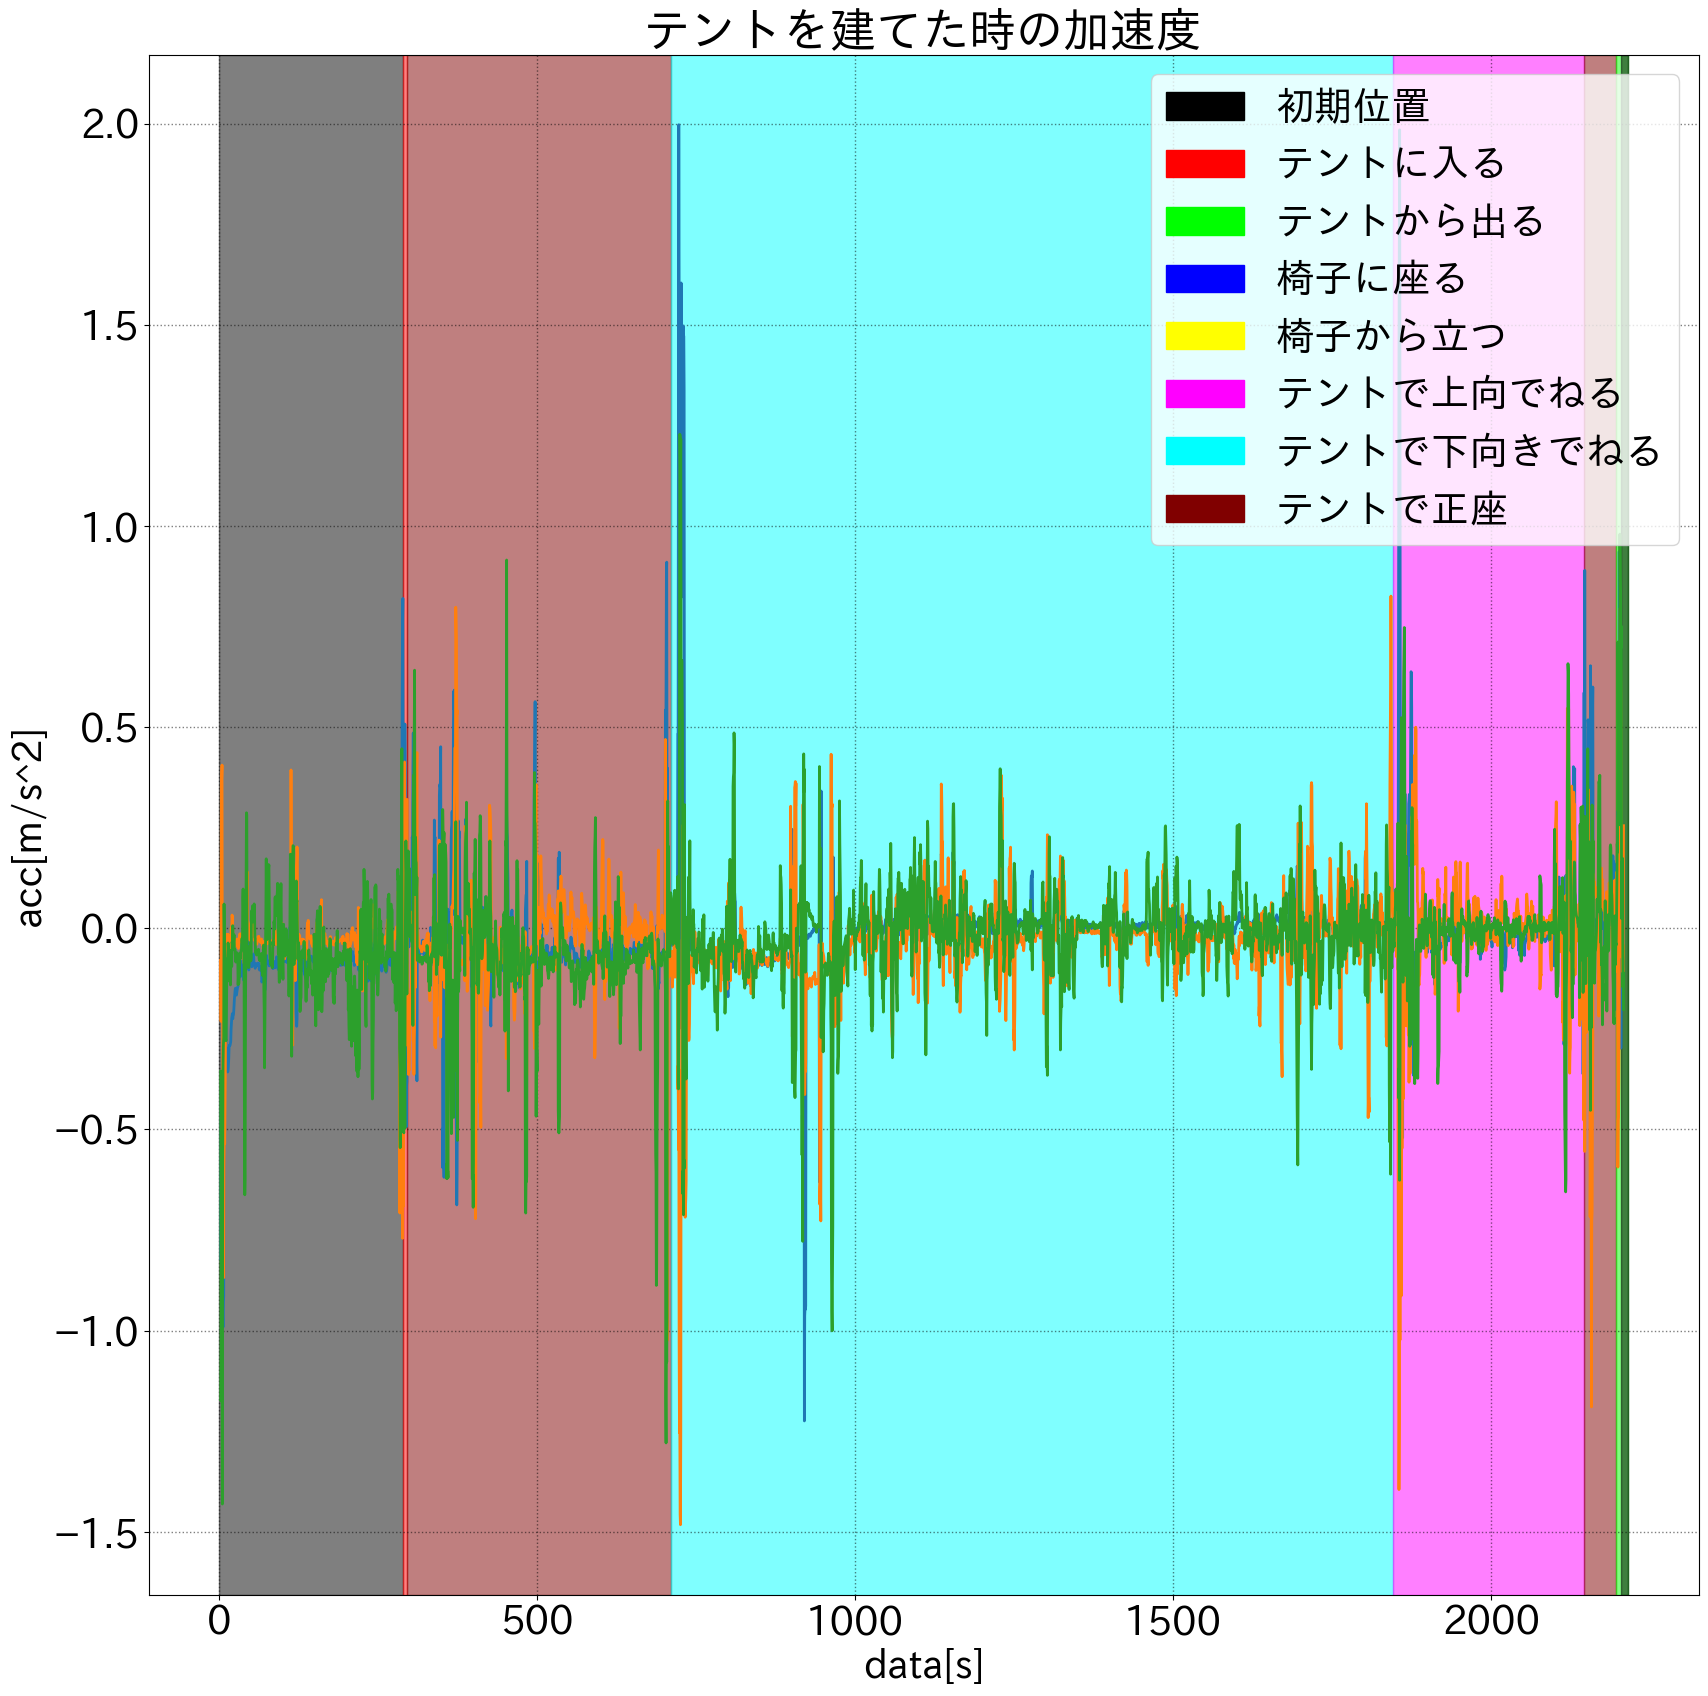 テントを建てた時の加速度
初期位置
テントに入る
テントから出る
椅子に座る
椅子から立つ
テントで上向でねる
テントで下向きでねる
テントで正座
2.0
1.5
1.0
0.5
0.0
−0.5
−1.0
−1.5
acc[m/s^2]
0 500 1000 1500 2000
data[s]